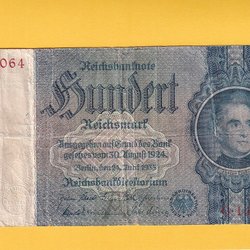 064
Reichsbanknote
Hundert
Reichsmark
Ausgegeben auf Grund des Bank
gesetzes vom 30. August 1924
Berlin, den 24. Juni 1935
Reichsbankdirektorium